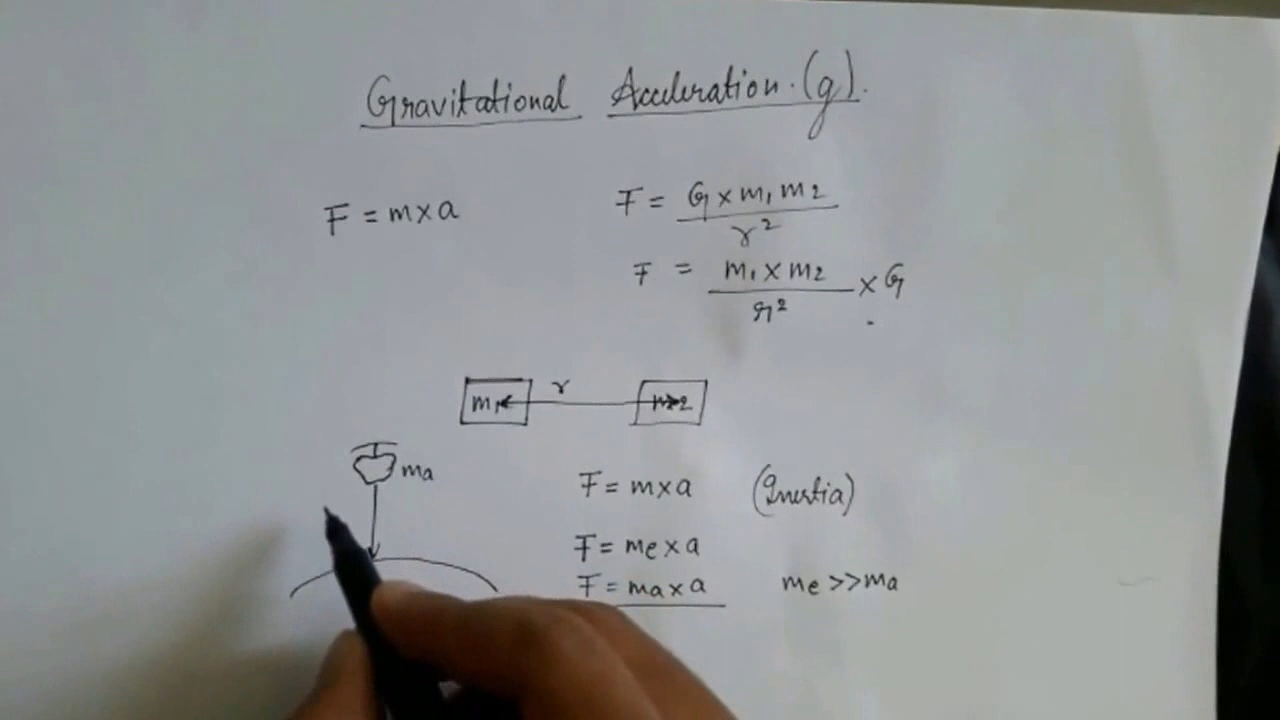 Gravitational Acceleration. (g).
F = m x a
F = G x m1 m2 / r²
F = m1 x m2 / r² x G
m1 r m2
ma
F = m x a (Inertia)
F = me x a
F = ma x a me >> ma